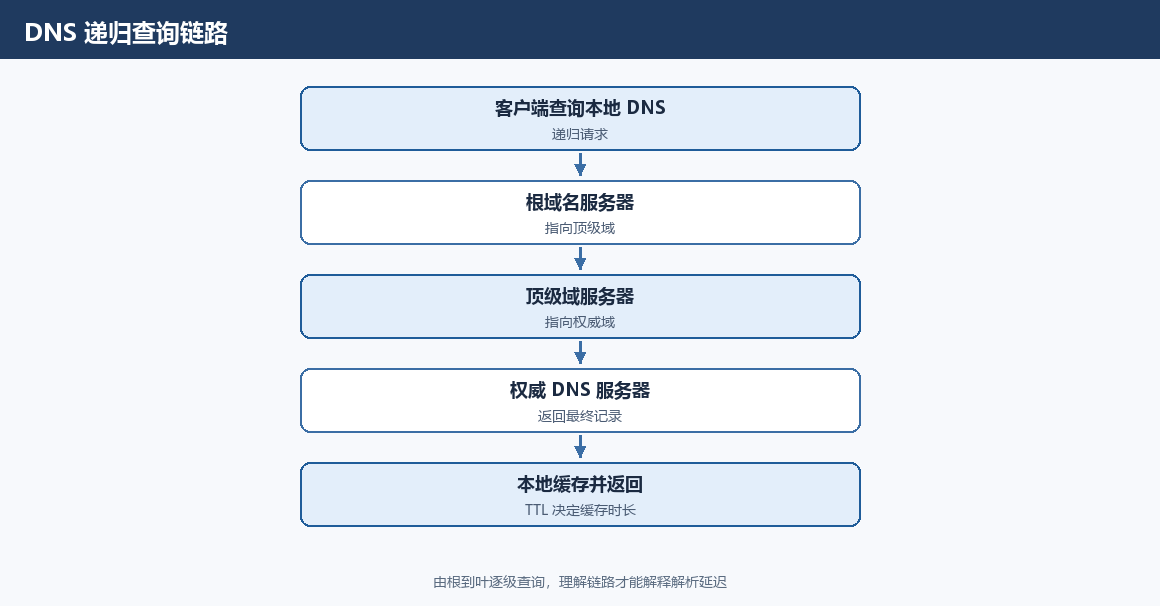 DNS 递归查询链路
客户端查询本地 DNS
递归请求
根域名服务器
指向顶级域
顶级域服务器
指向权威域
权威 DNS 服务器
返回最终记录
本地缓存并返回
TTL 决定缓存时长
由根到叶逐级查询，理解链路才能解释解析延迟